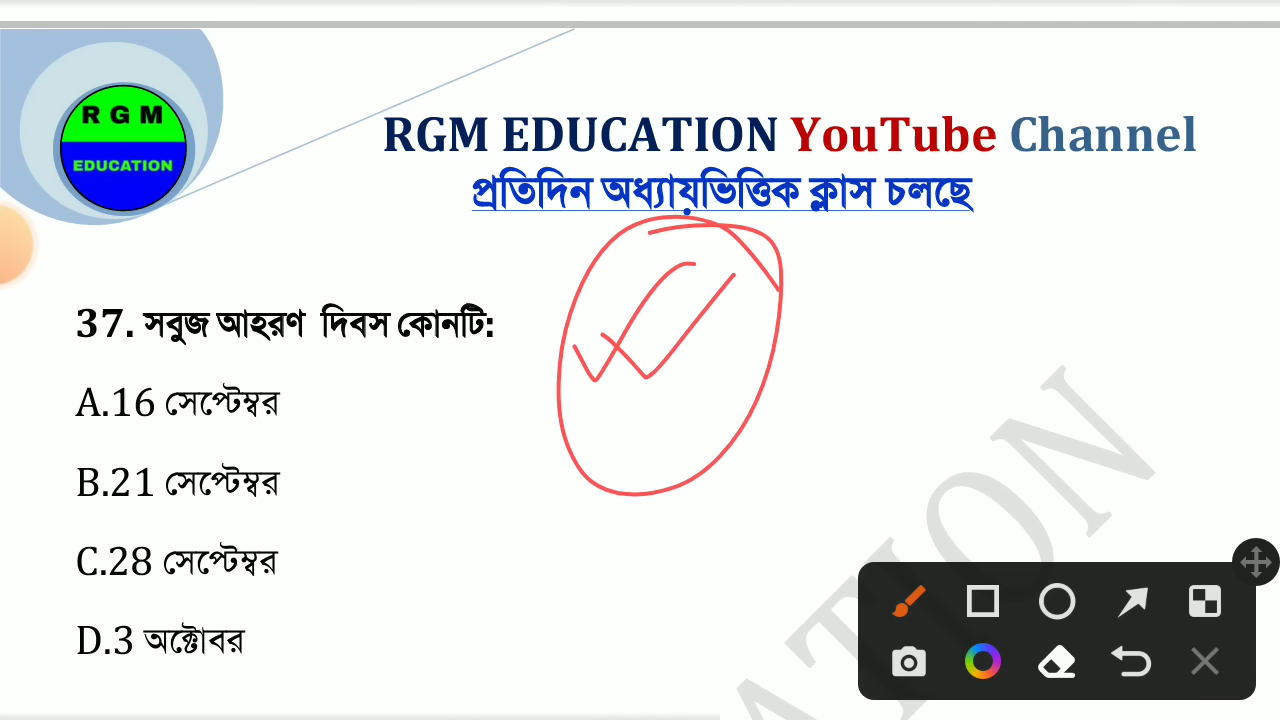 R G M
EDUCATION
RGM EDUCATION YouTube Channel
প্রতিদিন অধ্যায়ভিত্তিক ক্লাস চলছে
37. সবুজ আহরণ দিবস কোনটি:
A.16 সেপ্টেম্বর
B.21 সেপ্টেম্বর
C.28 সেপ্টেম্বর
D.3 অক্টোবর
ATION